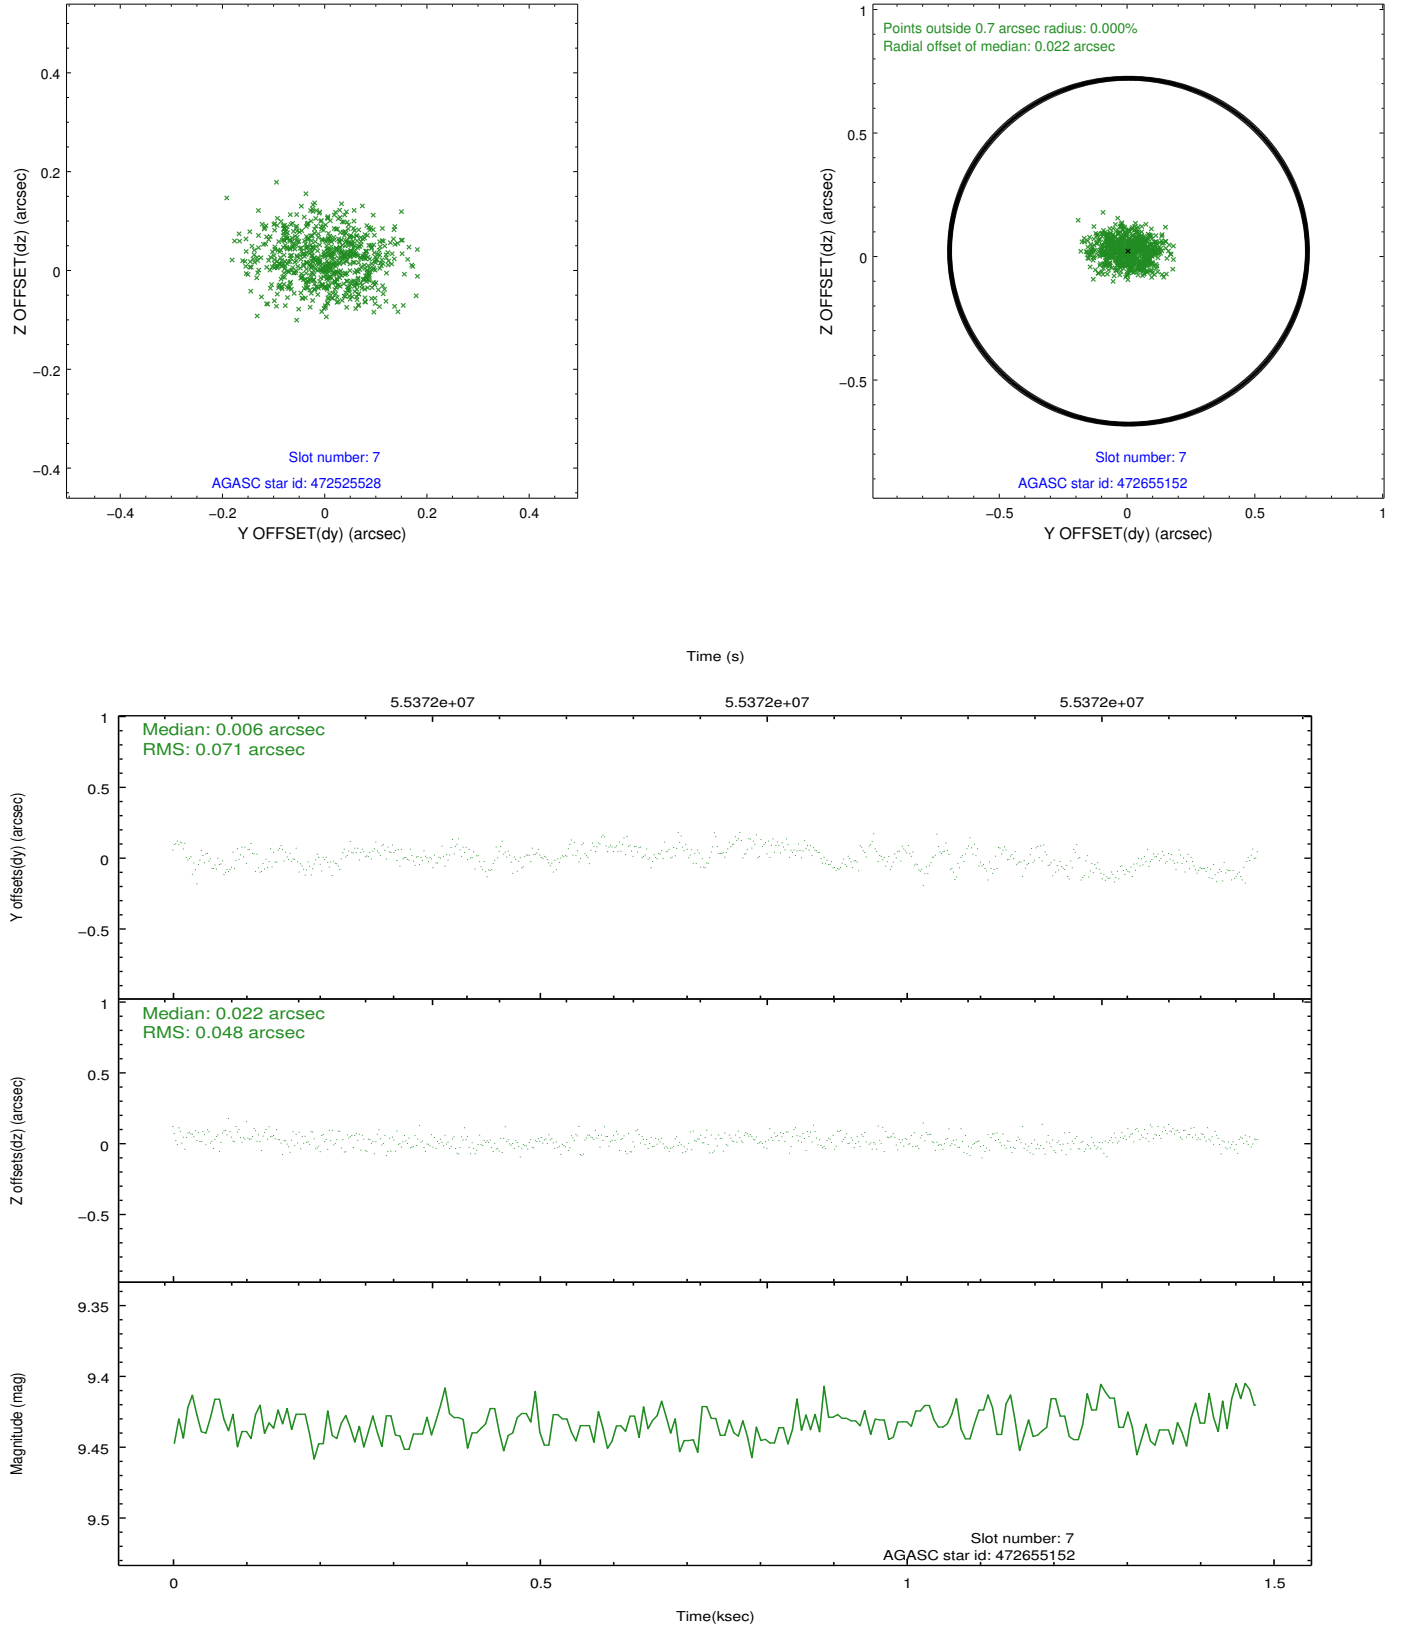 0.4
0.2
0
−0.2
−0.4
Z OFFSET(dz) (arcsec)
Slot number: 7
AGASC star id: 472525528
−0.4
−0.2
0
0.2
0.4
Y OFFSET(dy) (arcsec)
1
0.5
0
−0.5
Z OFFSET(dz) (arcsec)
Points outside 0.7 arcsec radius: 0.000%
Radial offset of median: 0.022 arcsec
Slot number: 7
AGASC star id: 472655152
−0.5
0
0.5
1
Y OFFSET(dy) (arcsec)
Time (s)
5.5372e+07
5.5372e+07
5.5372e+07
1
0.5
0
−0.5
Y offsets(dy) (arcsec)
Median: 0.006 arcsec
RMS: 0.071 arcsec
1
0.5
0
−0.5
Z offsets(dz) (arcsec)
Median: 0.022 arcsec
RMS: 0.048 arcsec
9.35
9.4
9.45
9.5
Magnitude (mag)
Slot number: 7
AGASC star id: 472655152
0
0.5
1
1.5
Time(ksec)